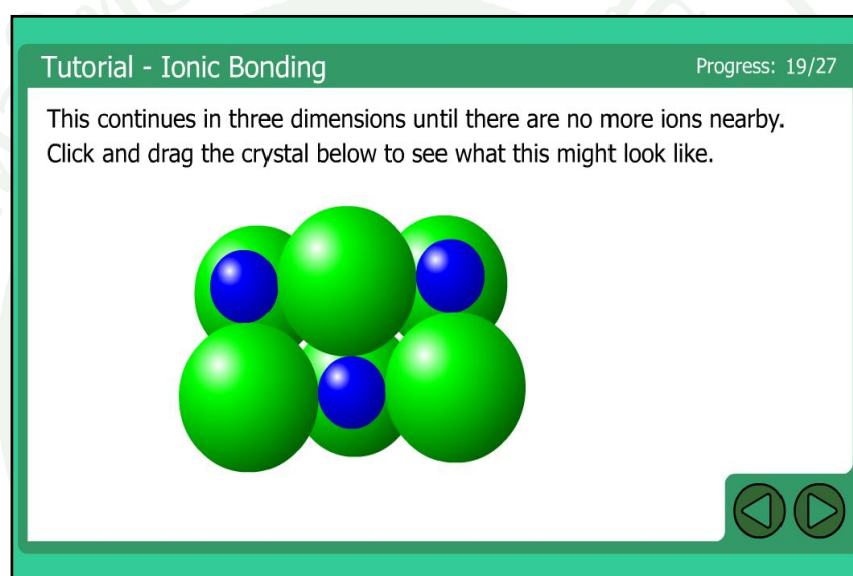 Tutorial - Ionic Bonding
Progress: 19/27
This continues in three dimensions until there are no more ions nearby.
Click and drag the crystal below to see what this might look like.